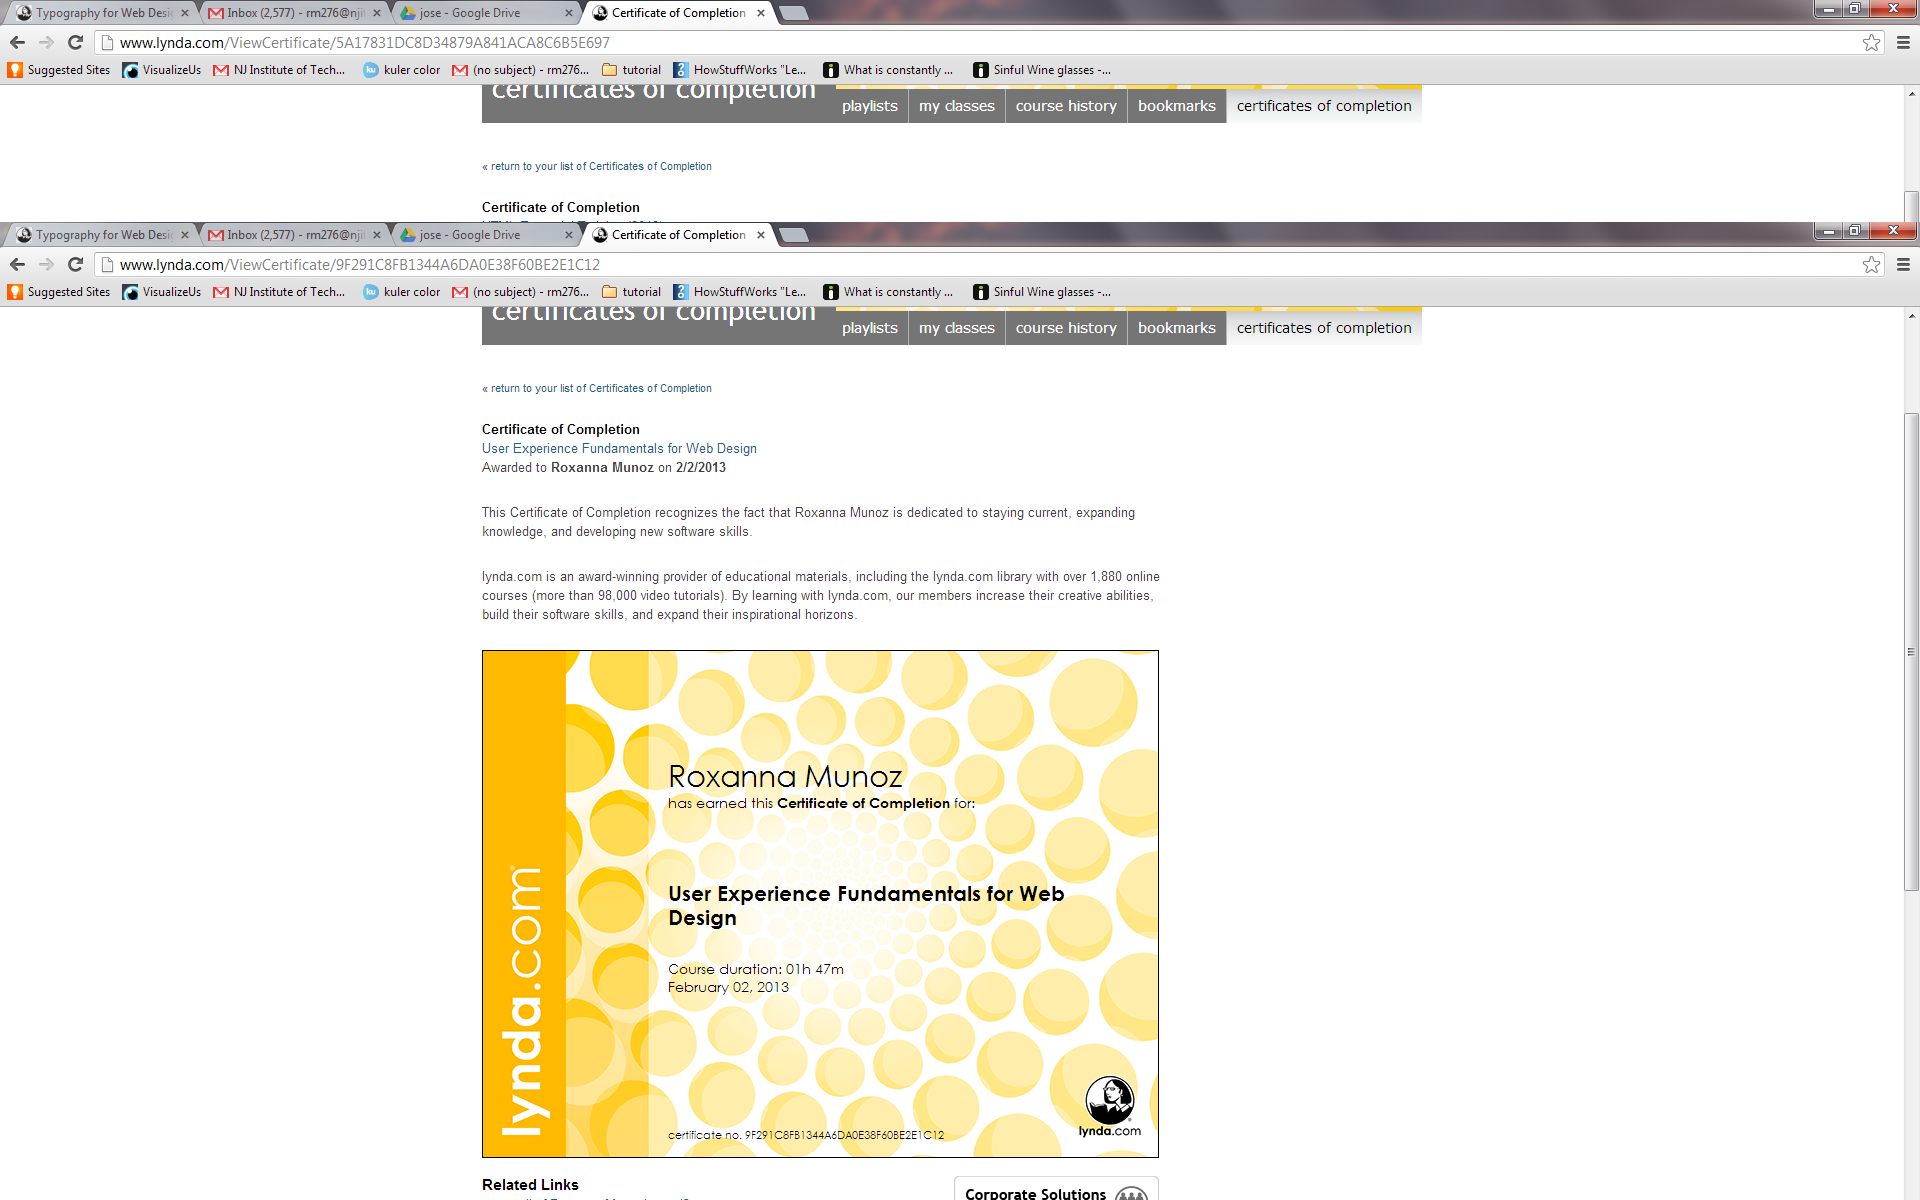 Typography for Web Desi
Inbox (2,577) - rm276@nji
jose - Google Drive
Certificate of Completion
www.lynda.com/ViewCertificate/5A17831DC8D34879A841ACA8C6B5E697
Suggested Sites VisualizeUs NJ Institute of Tech... kuler color (no subject) - rm276... tutorial HowStuffWorks "Le... What is constantly ... Sinful Wine glasses -...
certificates of completion
playlists my classes course history bookmarks certificates of completion
« return to your list of Certificates of Completion
Certificate of Completion
Typography for Web Desi
Inbox (2,577) - rm276@nji
jose - Google Drive
Certificate of Completion
www.lynda.com/ViewCertificate/9F291C8FB1344A6DA0E38F60BE2E1C12
Suggested Sites VisualizeUs NJ Institute of Tech... kuler color (no subject) - rm276... tutorial HowStuffWorks "Le... What is constantly ... Sinful Wine glasses -...
certificates of completion
playlists my classes course history bookmarks certificates of completion
« return to your list of Certificates of Completion
Certificate of Completion
User Experience Fundamentals for Web Design
Awarded to Roxanna Munoz on 2/2/2013
This Certificate of Completion recognizes the fact that Roxanna Munoz is dedicated to staying current, expanding
knowledge, and developing new software skills.
lynda.com is an award-winning provider of educational materials, including the lynda.com library with over 1,880 online
courses (more than 98,000 video tutorials). By learning with lynda.com, our members increase their creative abilities,
build their software skills, and expand their inspirational horizons.
lynda.com
Roxanna Munoz
has earned this Certificate of Completion for:
User Experience Fundamentals for Web
Design
Course duration: 01h 47m
February 02, 2013
certificate no. 9F291C8FB1344A6DA0E38F60BE2E1C12
lynda.com
Related Links
Corporate Solutions